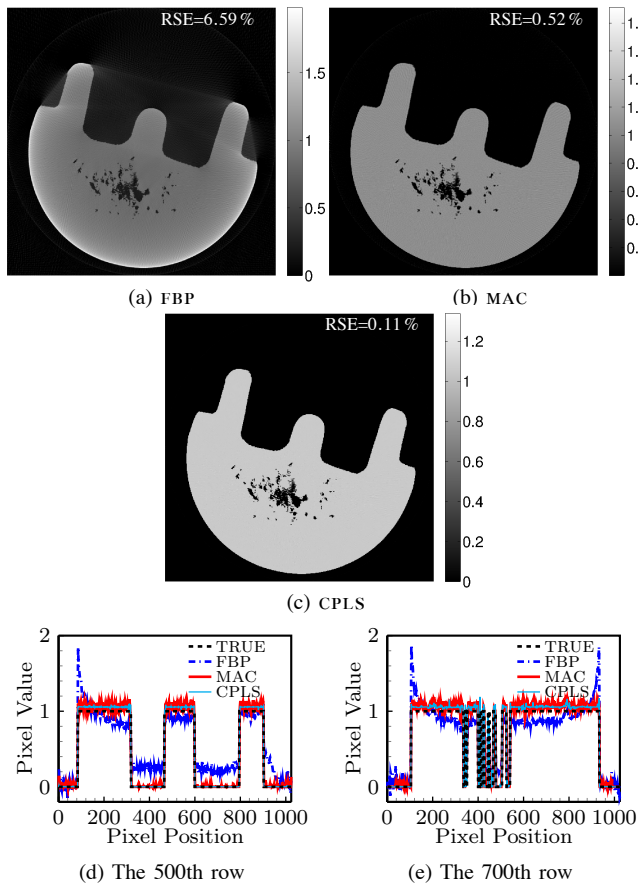 RSE=6.59 %
1.5
1
0.5
0
(a) FBP
RSE=0.52 %
1.
1.
1.
1
0.
0.
0.
0.
(b) MAC
RSE=0.11 %
1.2
1
0.8
0.6
0.4
0.2
0
(c) CPLS
2
1
0
Pixel Value
TRUE
FBP
MAC
CPLS
0 200 400 600 800 1000
Pixel Position
(d) The 500th row
2
1
0
Pixel Value
TRUE
FBP
MAC
CPLS
0 200 400 600 800 1000
Pixel Position
(e) The 700th row